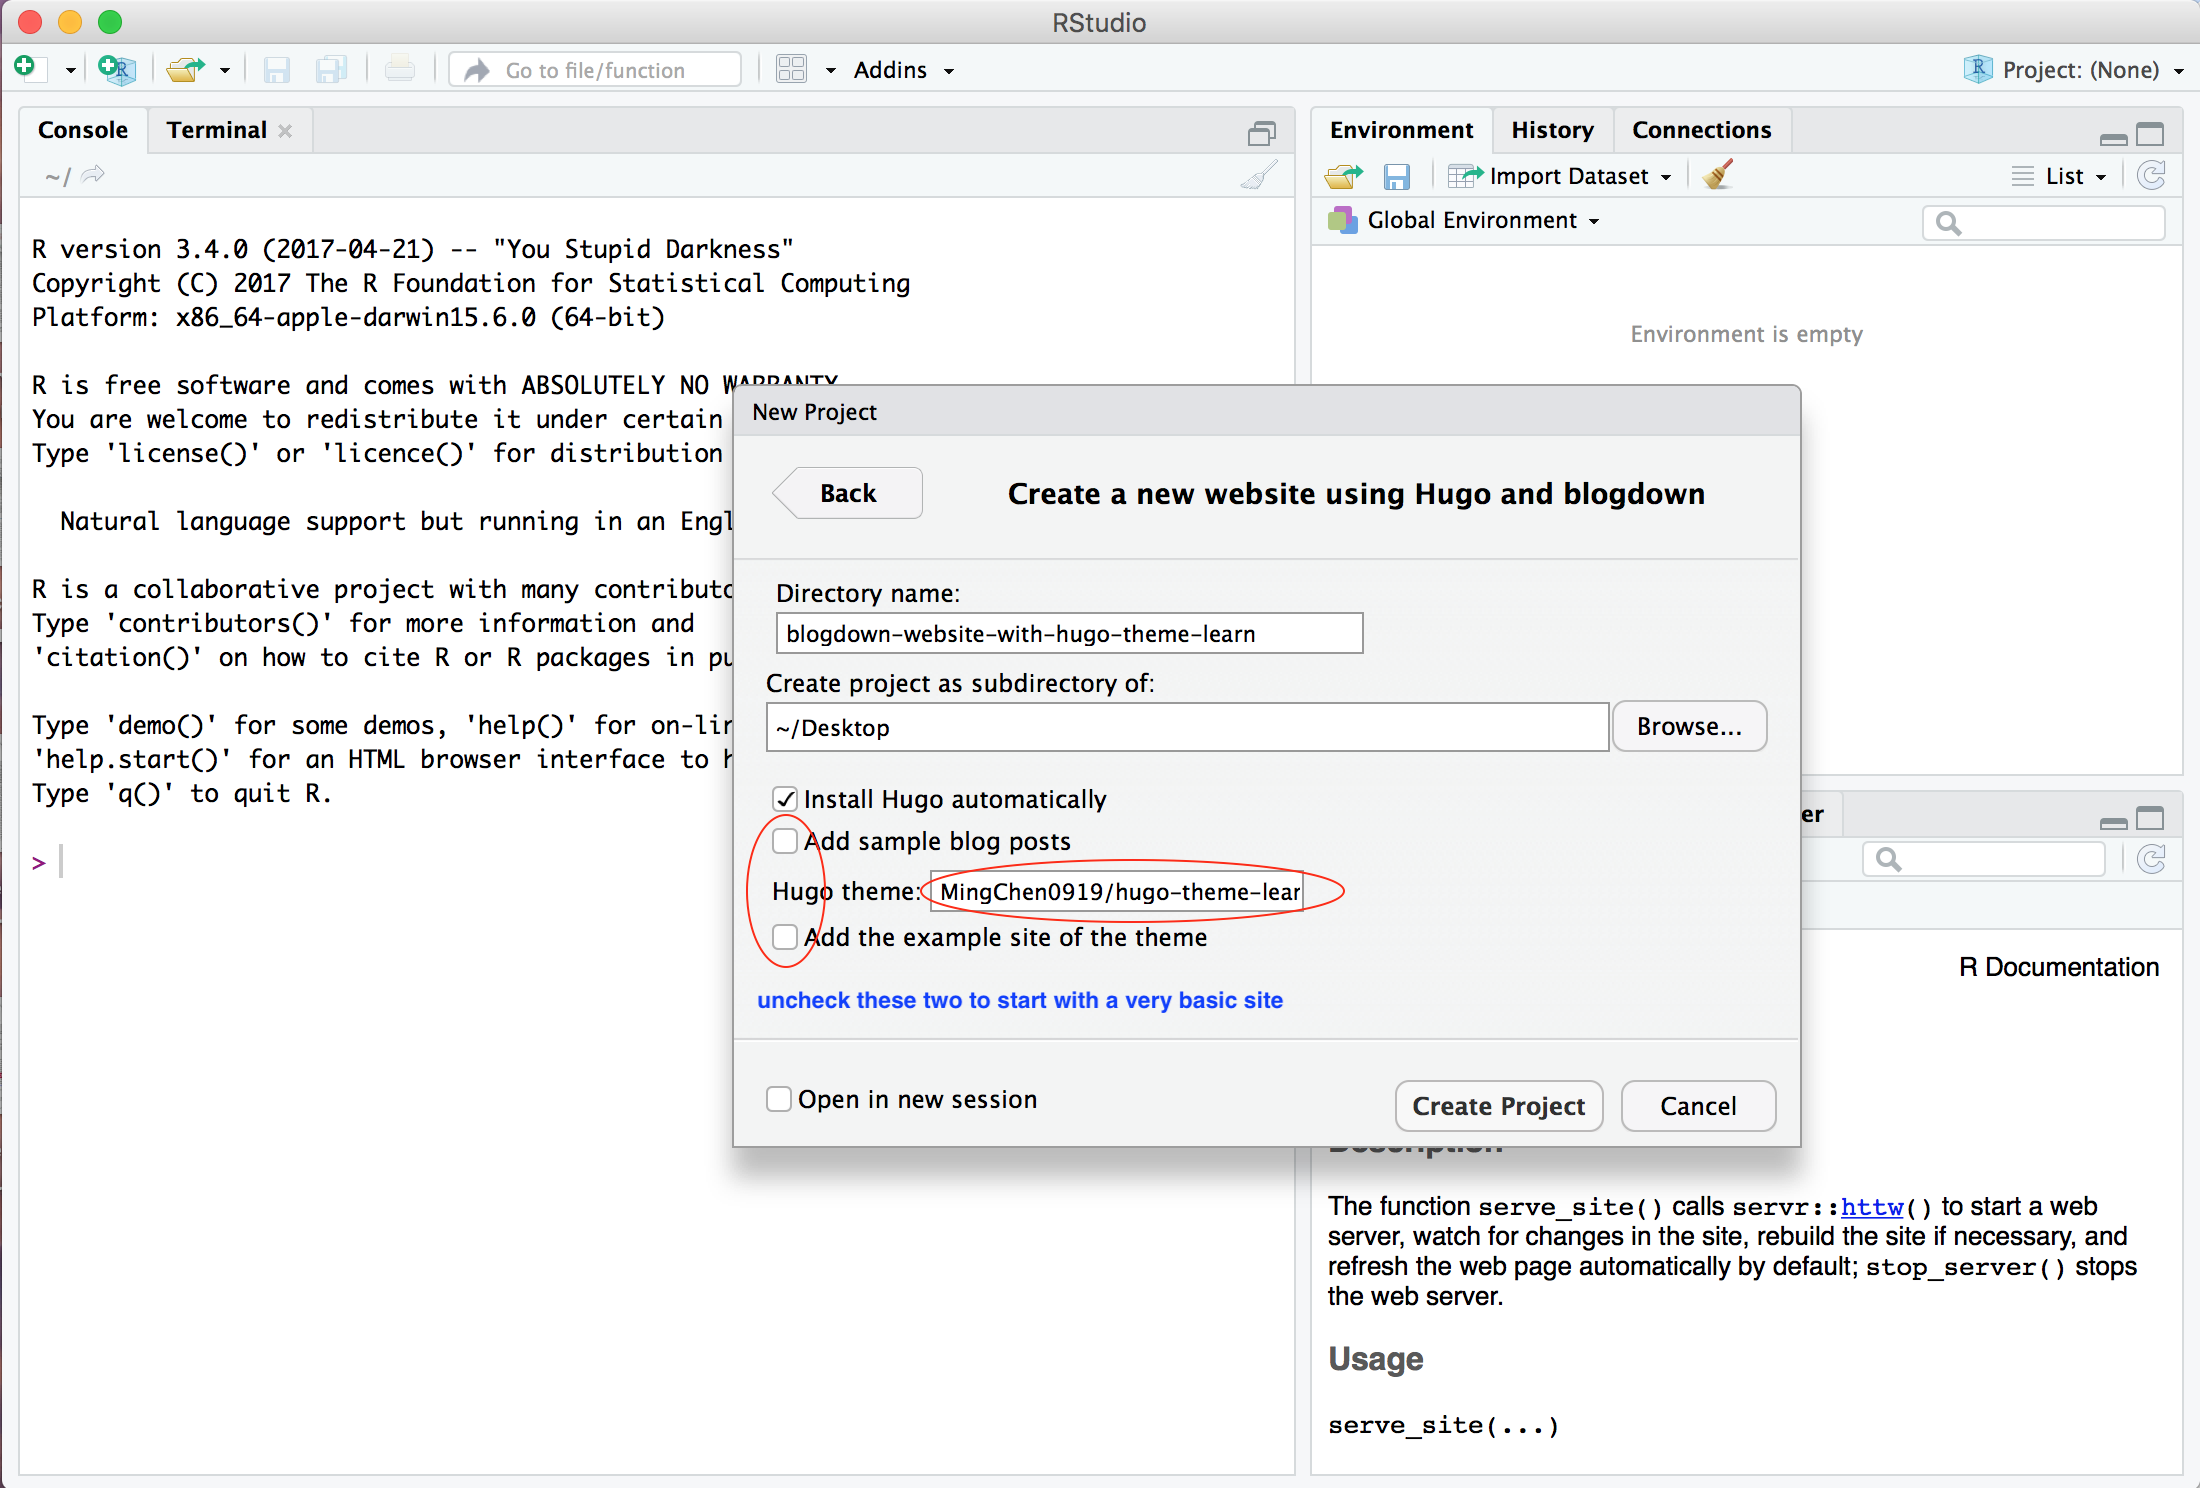 RStudio
Go to file/function
Addins
Project: (None)
Console
Terminal
~/
R version 3.4.0 (2017-04-21) -- "You Stupid Darkness"
Copyright (C) 2017 The R Foundation for Statistical Computing
Platform: x86_64-apple-darwin15.6.0 (64-bit)
R is free software and comes with ABSOLUTELY NO WARRANTY
You are welcome to redistribute it under certain
Type 'license()' or 'licence()' for distribution
Natural language support but running in an Engl
R is a collaborative project with many contributo
Type 'contributors()' for more information and
'citation()' on how to cite R or R packages in pu
Type 'demo()' for some demos, 'help()' for on-lin
'help.start()' for an HTML browser interface to h
Type 'q()' to quit R.
>
Environment
History
Connections
Import Dataset
List
Global Environment
Environment is empty
New Project
Back
Create a new website using Hugo and blogdown
Directory name:
blogdown-website-with-hugo-theme-learn
Create project as subdirectory of:
~/Desktop
Browse...
Install Hugo automatically
Add sample blog posts
Hugo theme: MingChen0919/hugo-theme-lear
Add the example site of the theme
uncheck these two to start with a very basic site
Open in new session
Create Project
Cancel
er
R Documentation
Description
The function serve_site() calls servr::httw() to start a web
server, watch for changes in the site, rebuild the site if necessary, and
refresh the web page automatically by default; stop_server() stops
the web server.
Usage
serve_site(...)